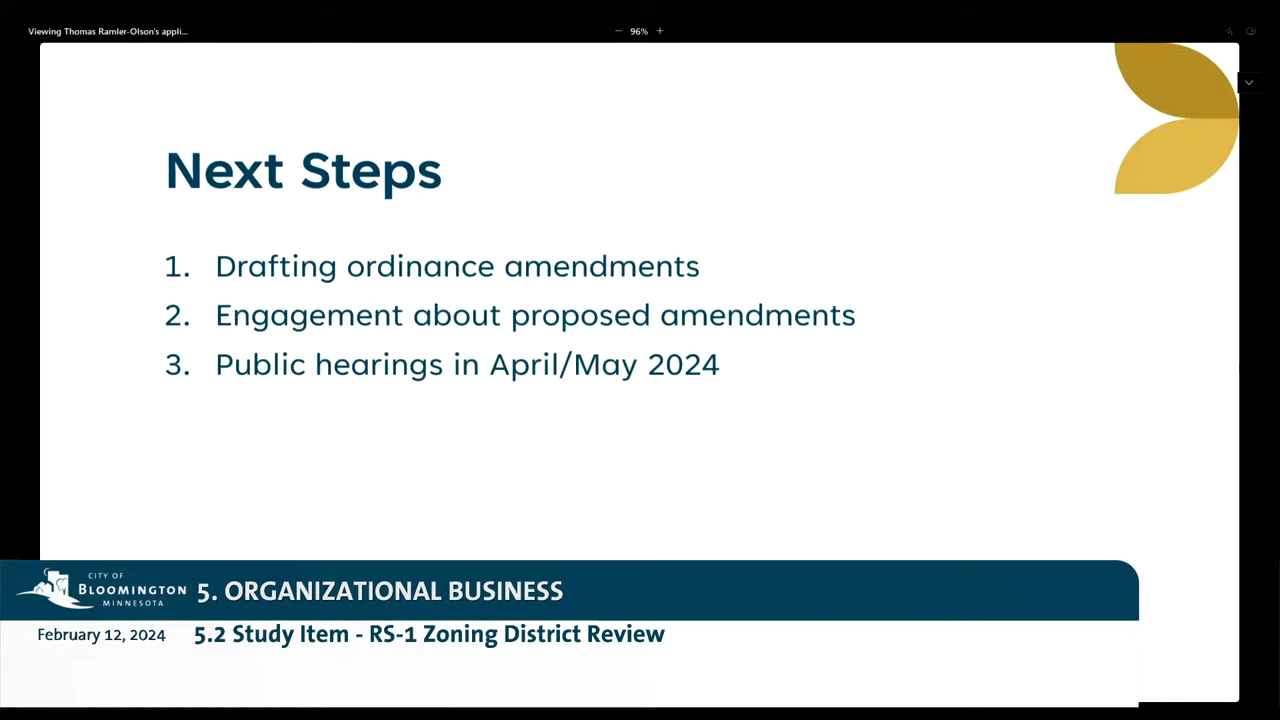 Viewing Thomas Ramler-Olson's appli...
− 96% +
Next Steps
1. Drafting ordinance amendments
2. Engagement about proposed amendments
3. Public hearings in April/May 2024
CITY OF
BLOOMINGTON
MINNESOTA
5. ORGANIZATIONAL BUSINESS
February 12, 2024
5.2 Study Item - RS-1 Zoning District Review